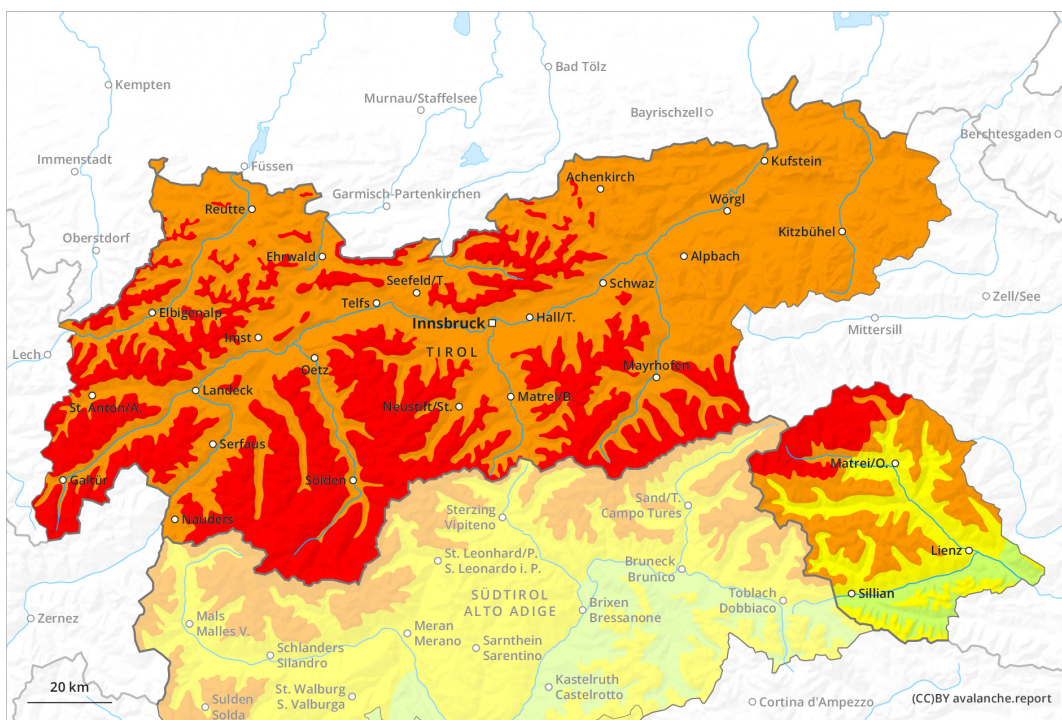 Kempten
Bad Tölz
Murnau/Staffelsee
Bayrischzell
Berchtesgaden
Immenstadt
Füssen
Kufstein
Achenkirch
Garmisch-Partenkirchen
Wörgl
Reutte
Oberstdorf
Kitzbühel
Ehrwald
Alpbach
Seefeld/T.
Schwaz
Zell/See
Telfs
Elbigenalp
Hall/T.
Innsbruck
Mittersill
Imst
TIROL
Lech
Oetz
Mayrhofen
Landeck
St. Anton/A.
Neustift/St.
Matrei/B.
Serfaus
Matrei/O.
Galtür
Sölden
Sand/T.
Campo Tures
Nauders
Sterzing
Vipiteno
St. Leonhard/P.
S. Leonardo i. P.
Lienz
Bruneck
Brunico
SÜDTIROL
ALTO ADIGE
Toblach
Dobbiaco
Sillian
Brixen
Bressanone
Zernez
Mals
Malles V.
Meran
Merano
Sarnthein
Sarentino
Schlanders
Silandro
20 km
St. Walburg
S. Valburga
Kastelruth
Castelrotto
Sulden
Solda
Cortina d'Ampezzo
(CC)BY avalanche.report